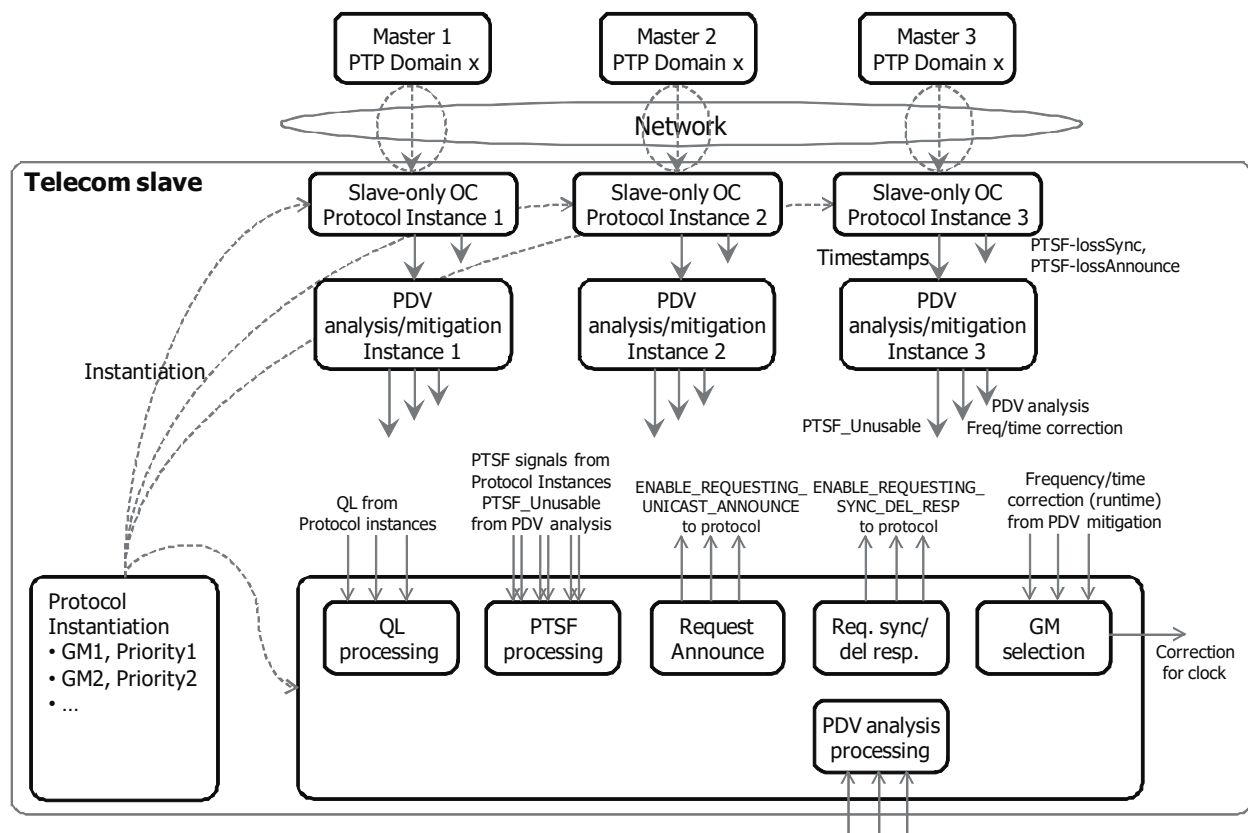 Master 1
PTP Domain x
Master 2
PTP Domain x
Master 3
PTP Domain x
Network
Telecom slave
Slave-only OC
Protocol Instance 1
Slave-only OC
Protocol Instance 2
Slave-only OC
Protocol Instance 3
Timestamps
PTSF-lossSync,
PTSF-lossAnnounce
PDV
analysis/mitigation
Instance 1
PDV
analysis/mitigation
Instance 2
PDV
analysis/mitigation
Instance 3
Instantiation
PTSF_Unusable
PDV analysis
Freq/time correction
QL from
Protocol instances
PTSF signals from
Protocol Instances
PTSF_Unusable
from PDV analysis
ENABLE_REQUESTING_
UNICAST_ANNOUNCE
to protocol
ENABLE_REQUESTING_
SYNC_DEL_RESP
to protocol
Frequency/time
correction (runtime)
from PDV mitigation
Protocol
Instantiation
• GM1, Priority1
• GM2, Priority2
• ...
QL
processing
PTSF
processing
Request
Announce
Req. sync/
del resp.
GM
selection
Correction
for clock
PDV analysis
processing